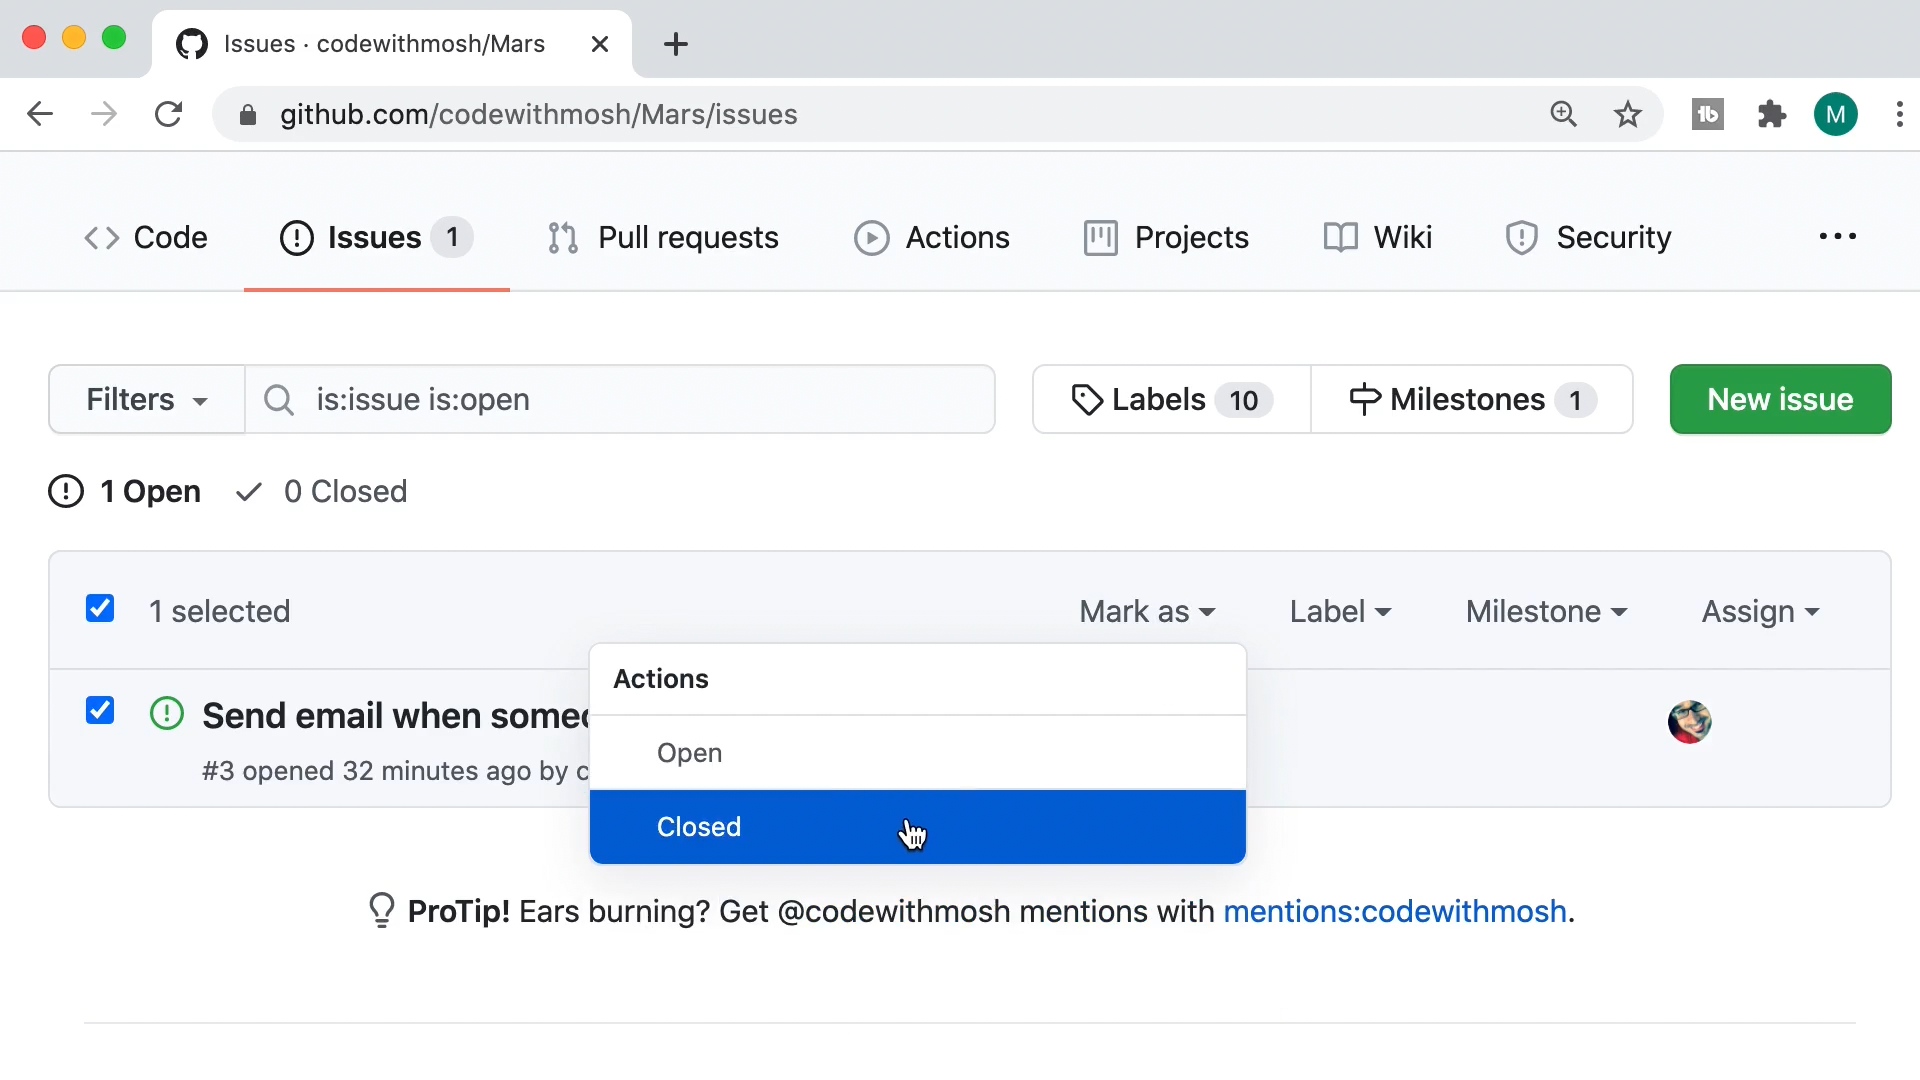 Issues · codewithmosh/Mars
github.com/codewithmosh/Mars/issues
M
Code
Issues 1
Pull requests
Actions
Projects
Wiki
Security
Filters
is:issue is:open
Labels 10
Milestones 1
New issue
1 Open
0 Closed
1 selected
Mark as
Label
Milestone
Assign
Actions
Open
Closed
Send email when some
#3 opened 32 minutes ago by
ProTip! Ears burning? Get @codewithmosh mentions with mentions:codewithmosh.